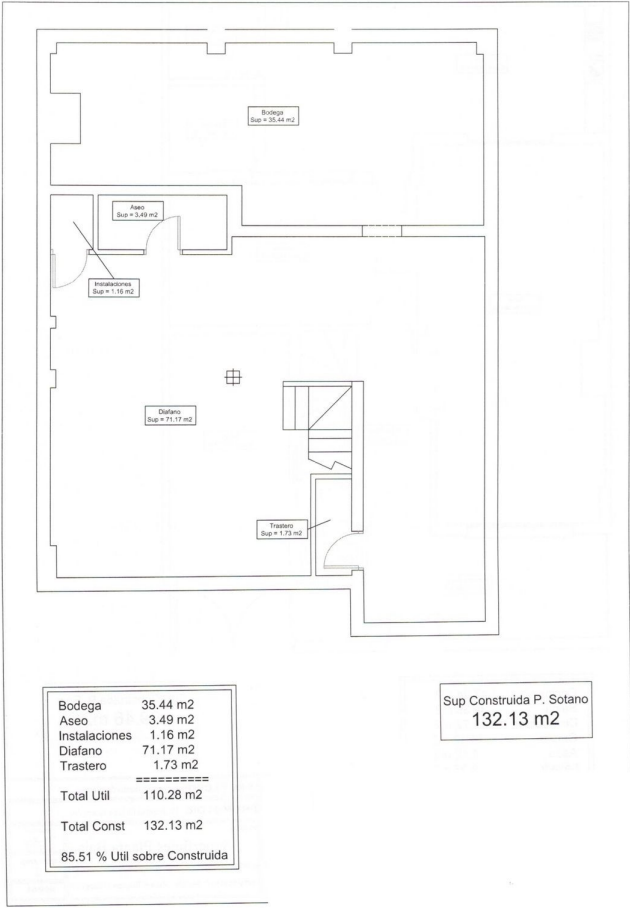 Bodega
Sup = 35.44 m2
Aseo
Sup = 3.49 m2
Instalaciones
Sup = 1.16 m2
Diafano
Sup = 71.17 m2
Trastero
Sup = 1.73 m2
Bodega 35.44 m2
Aseo 3.49 m2
Instalaciones 1.16 m2
Diafano 71.17 m2
Trastero 1.73 m2
==========
Total Util 110.28 m2
Total Const 132.13 m2
85.51 % Util sobre Construida
Sup Construida P. Sotano
132.13 m2